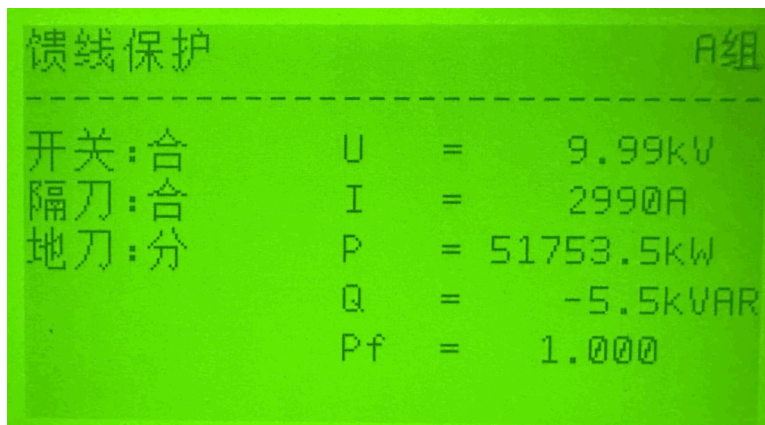 馈线保护 A组
开关:合 U = 9.99kV
隔刀:合 I = 2990A
地刀:分 P = 51753.5kW
Q = -5.5kVAR
Pf = 1.000